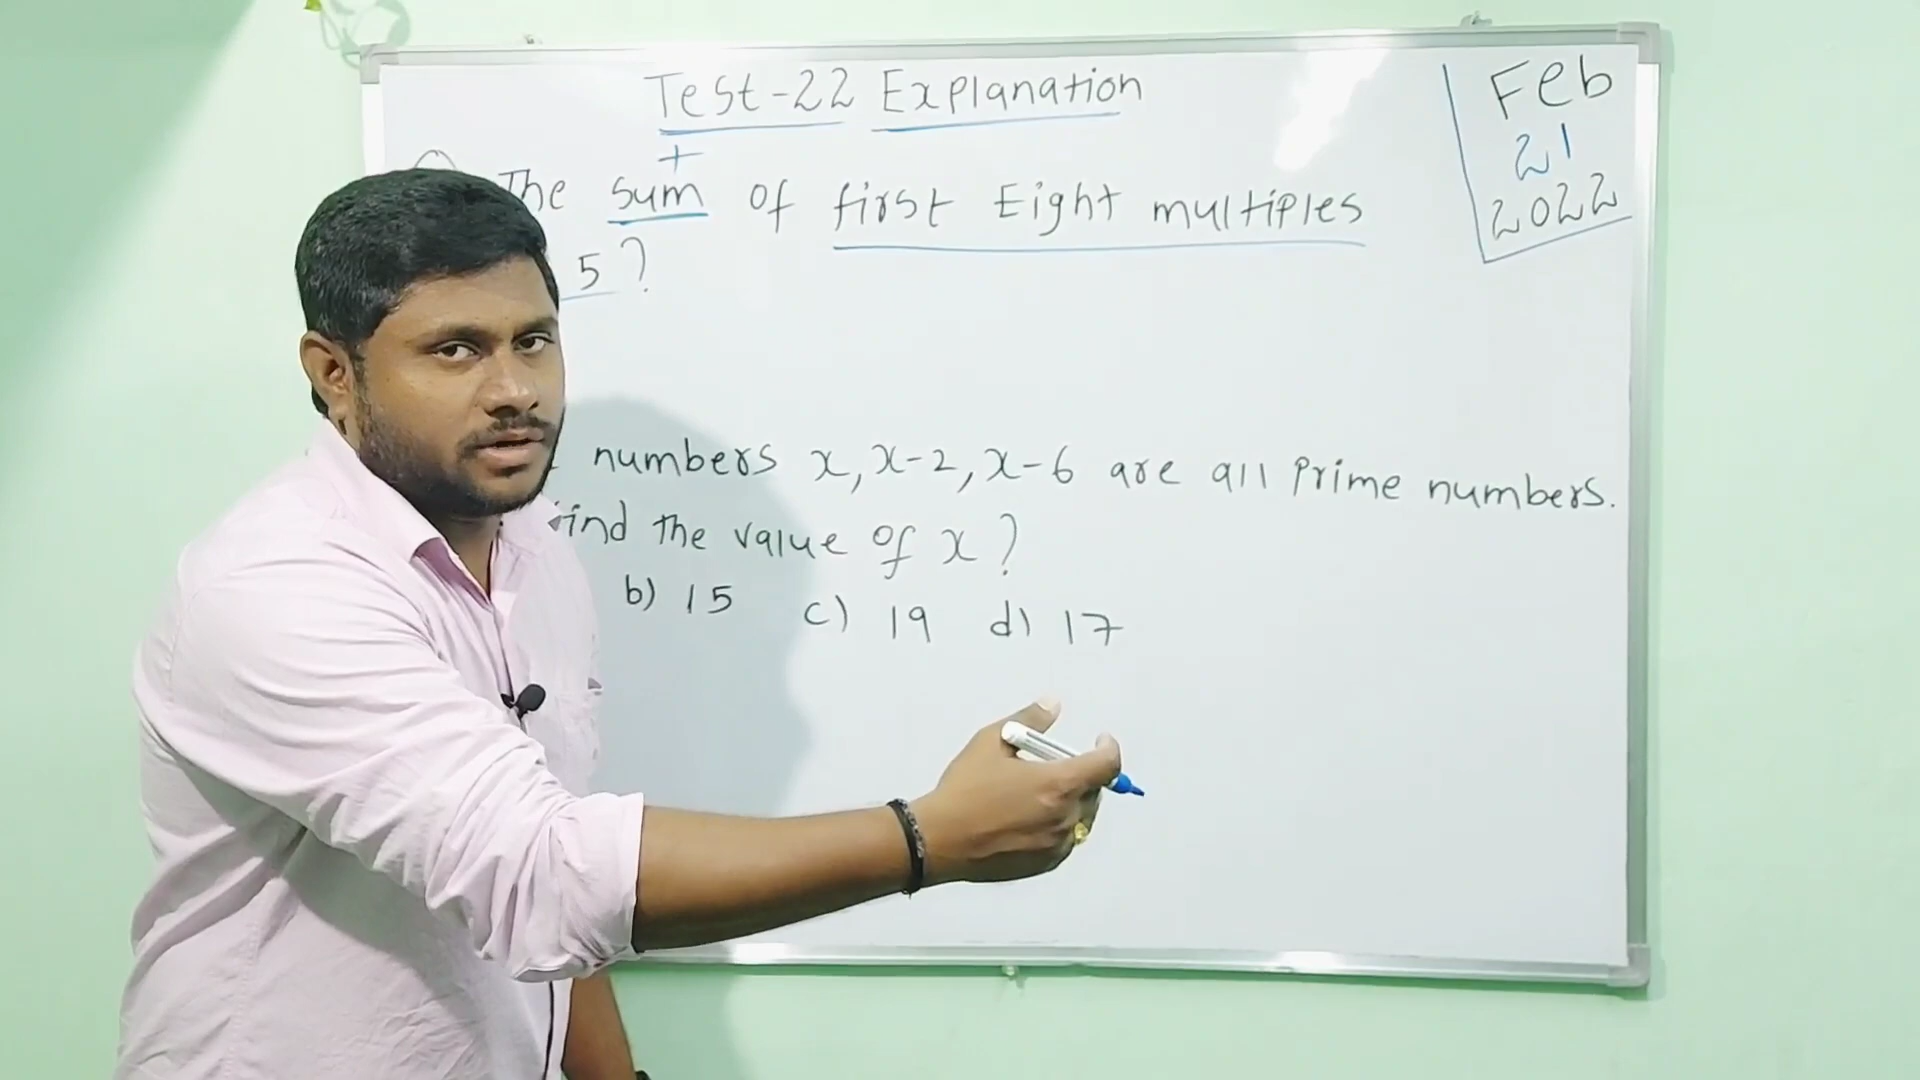 Test-22 Explanation
Feb
21
2022
+
The sum of first Eight multiples
5?
numbers x, x-2, x-6 are all Prime numbers.
find the value of x?
b) 15 c) 19 d) 17